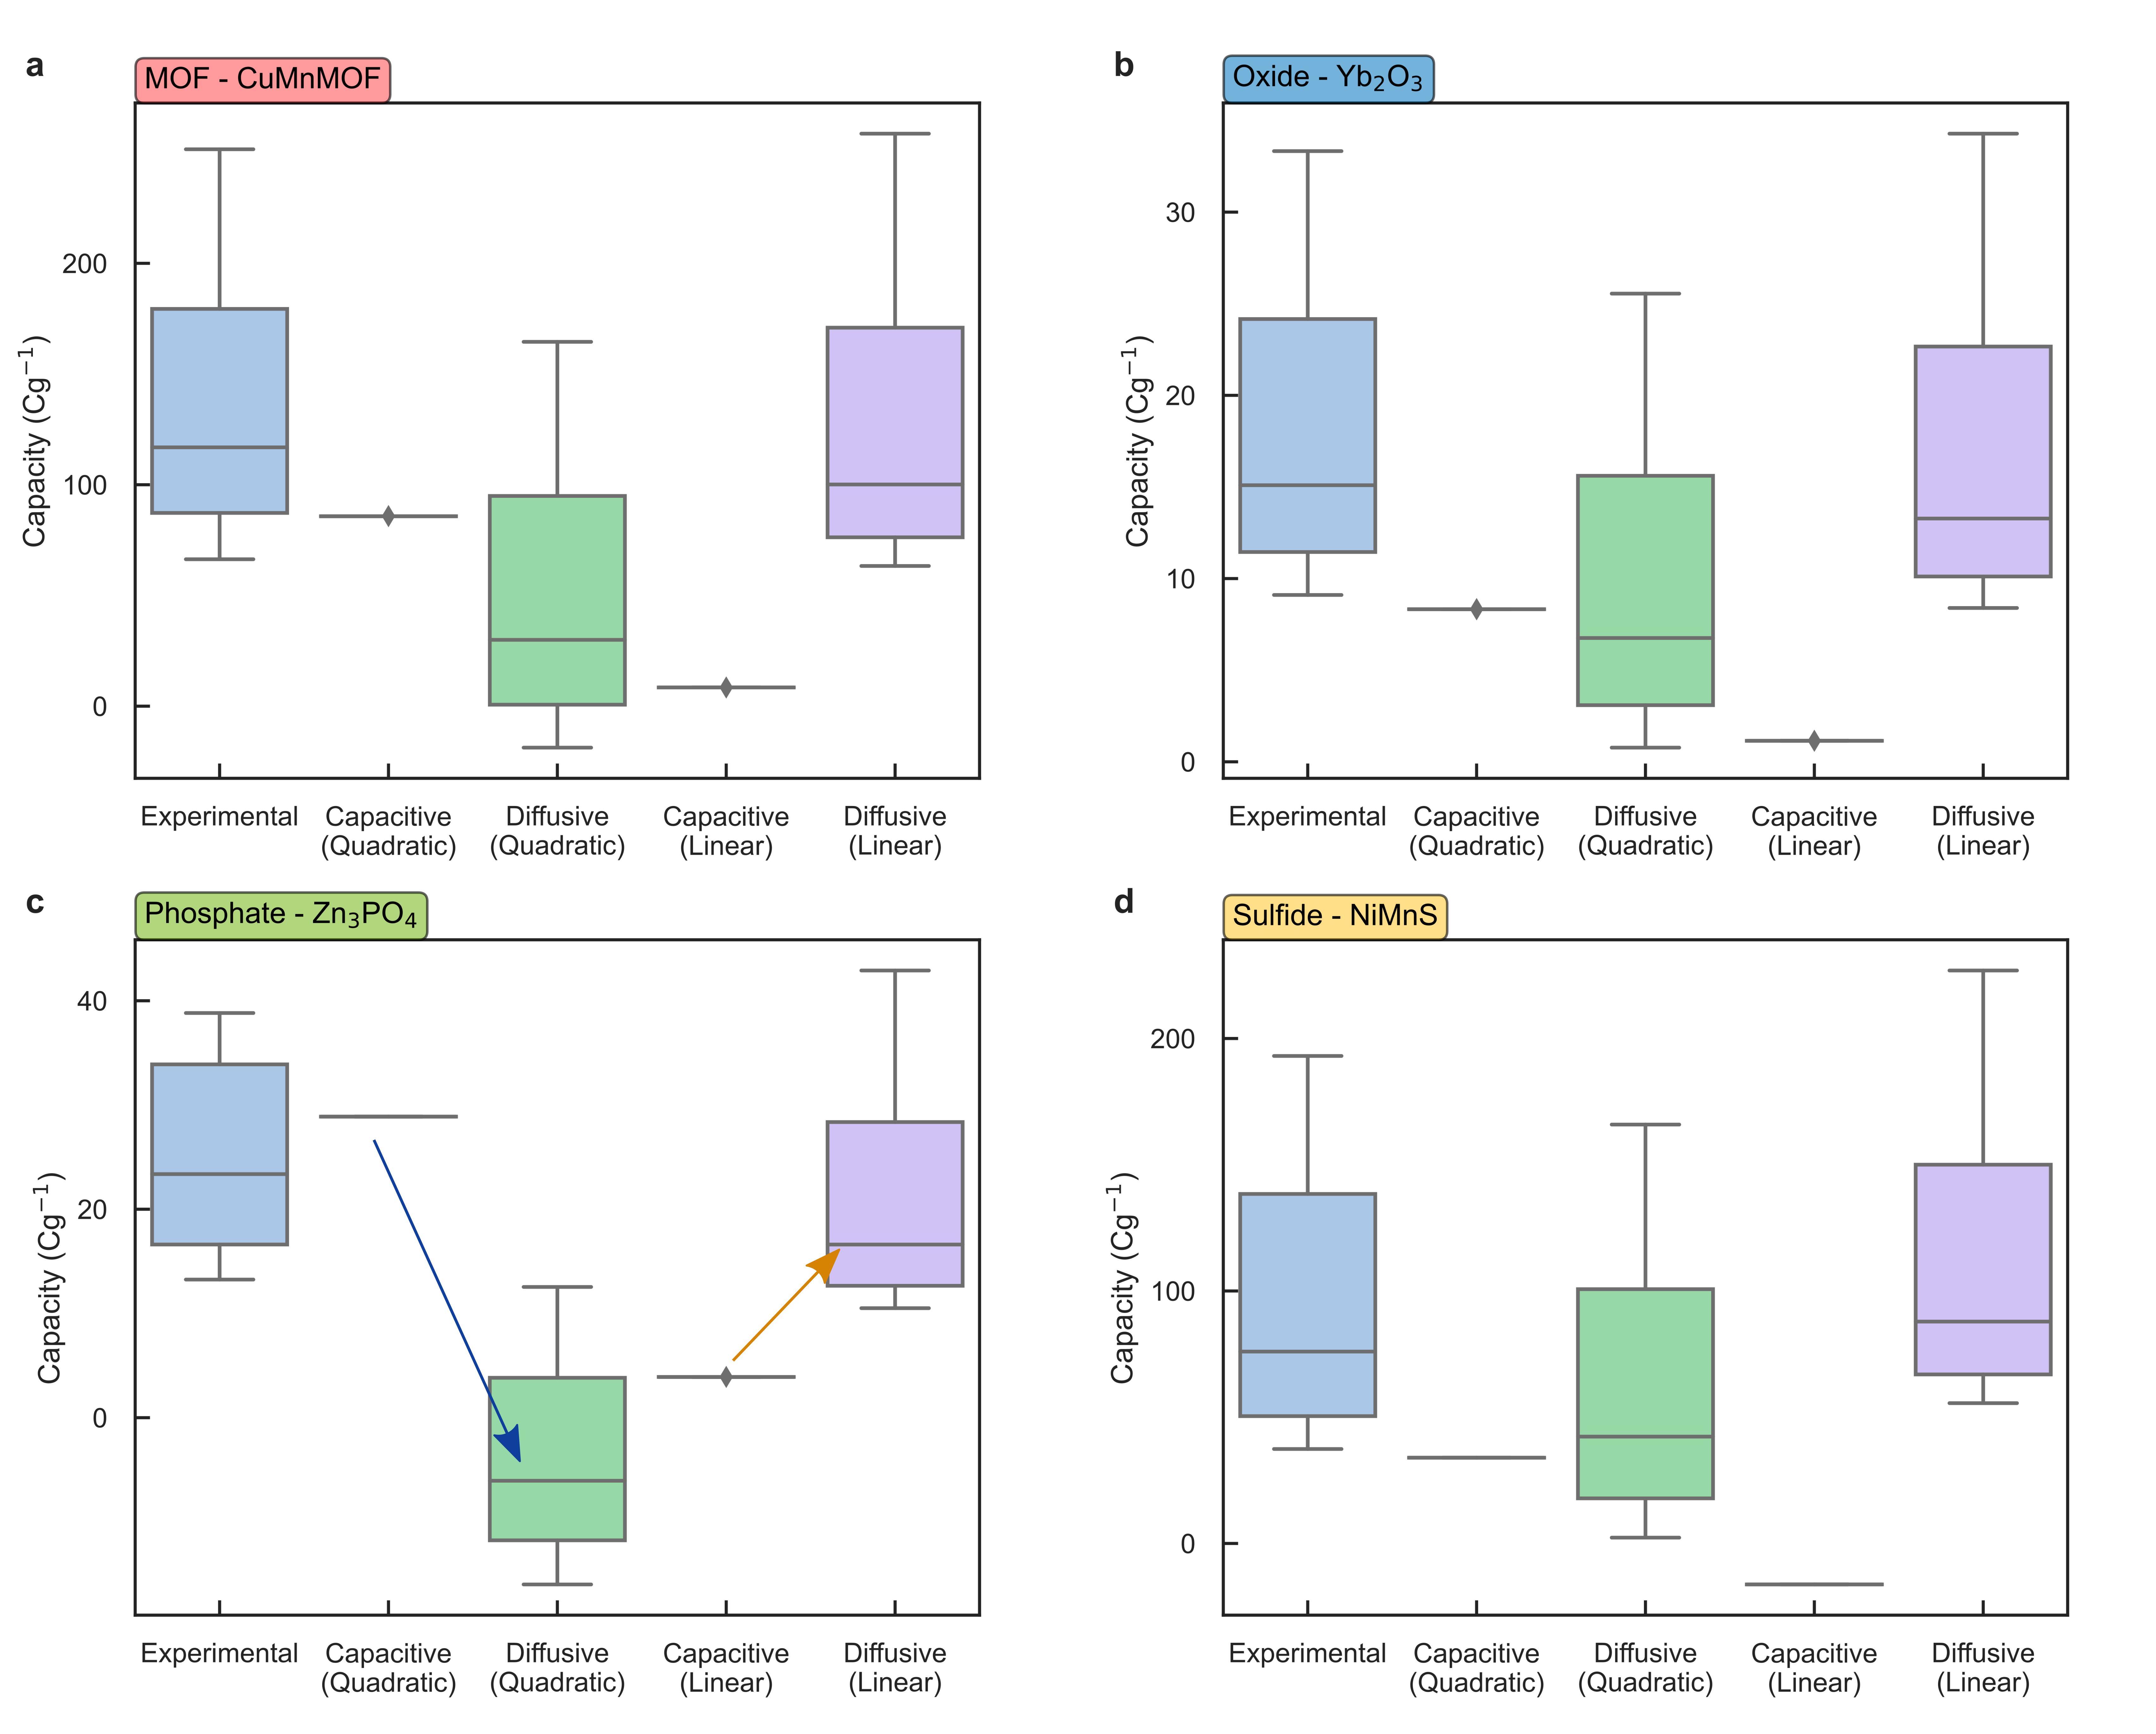 a
MOF - CuMnMOF
Capacity (Cg⁻¹)
200
100
0
Experimental
Capacitive
(Quadratic)
Diffusive
(Quadratic)
Capacitive
(Linear)
Diffusive
(Linear)
b
Oxide - Yb₂O₃
Capacity (Cg⁻¹)
30
20
10
0
Experimental
Capacitive
(Quadratic)
Diffusive
(Quadratic)
Capacitive
(Linear)
Diffusive
(Linear)
c
Phosphate - Zn₃PO₄
Capacity (Cg⁻¹)
40
20
0
Experimental
Capacitive
(Quadratic)
Diffusive
(Quadratic)
Capacitive
(Linear)
Diffusive
(Linear)
d
Sulfide - NiMnS
Capacity (Cg⁻¹)
200
100
0
Experimental
Capacitive
(Quadratic)
Diffusive
(Quadratic)
Capacitive
(Linear)
Diffusive
(Linear)